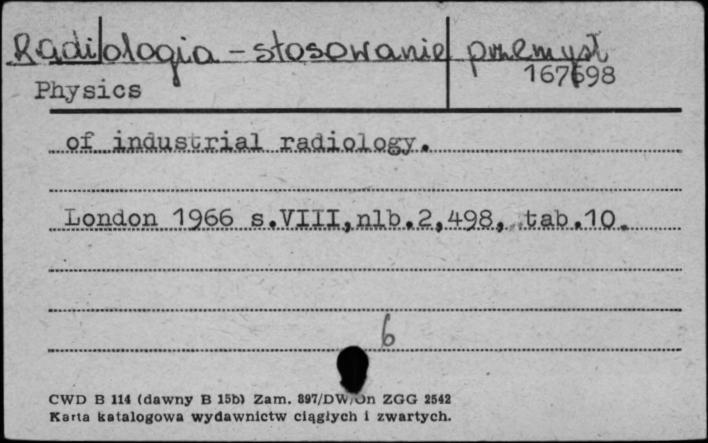 Radiologia - stosowanie przemysł
167698
Physics
of industrial radiology.
London 1966 s.VIII,nlb.2,498, tab.10.
6
CWD B 114 (dawny B 15b) Zam. 897/DW/On ZGG 2542
Karta katalogowa wydawnictw ciągłych i zwartych.